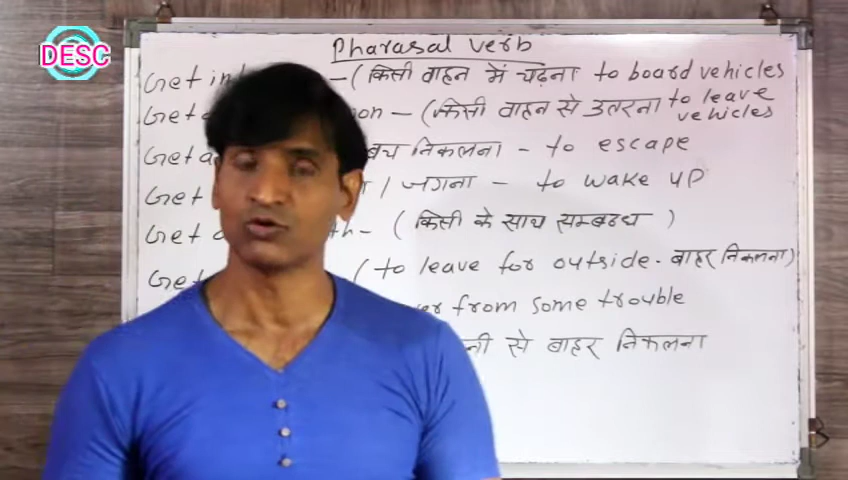 DESC
Pharasal verb
Get in – (किसी वाहन में चढ़ना to board vehicles
Get on – (किसी वाहन से उतरना to leave vehicles
Get बच निकलना – to escape
Get / जगना – to wake up
Get – (किसी के साथ सम्बन्ध )
Get ( to leave for outside. बाहर निकलना)
from some trouble
से बाहर निकलना